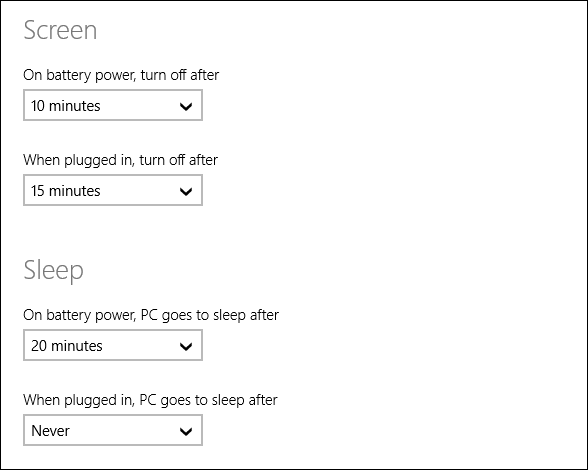 Screen
On battery power, turn off after
10 minutes
When plugged in, turn off after
15 minutes
Sleep
On battery power, PC goes to sleep after
20 minutes
When plugged in, PC goes to sleep after
Never